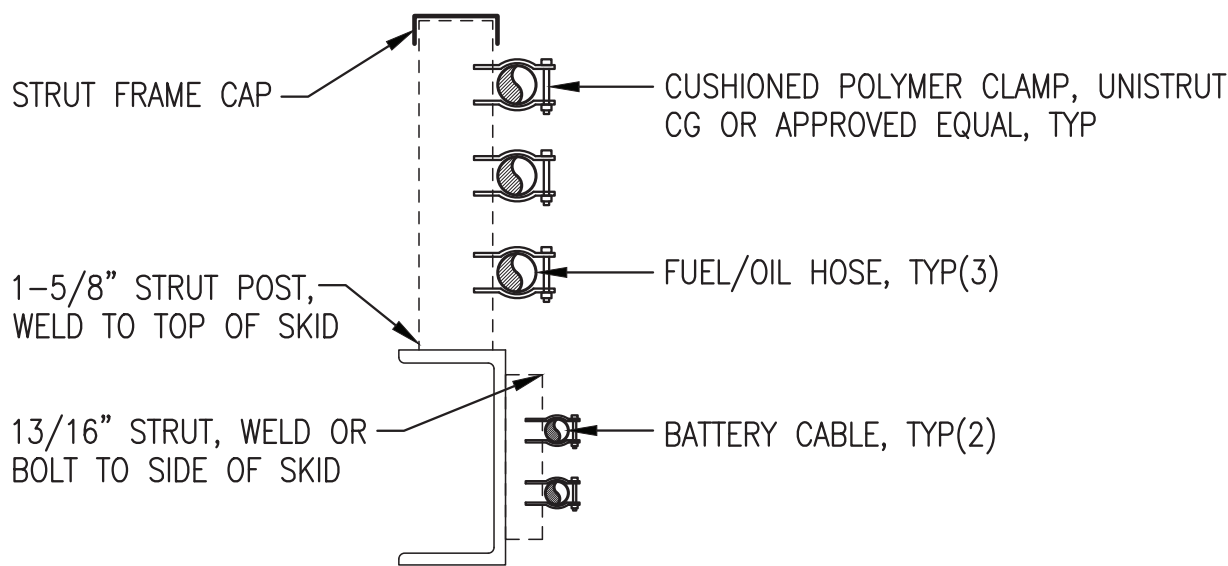 STRUT FRAME CAP
CUSHIONED POLYMER CLAMP, UNISTRUT
CG OR APPROVED EQUAL, TYP
1-5/8" STRUT POST,
WELD TO TOP OF SKID
FUEL/OIL HOSE, TYP(3)
13/16" STRUT, WELD OR
BOLT TO SIDE OF SKID
BATTERY CABLE, TYP(2)